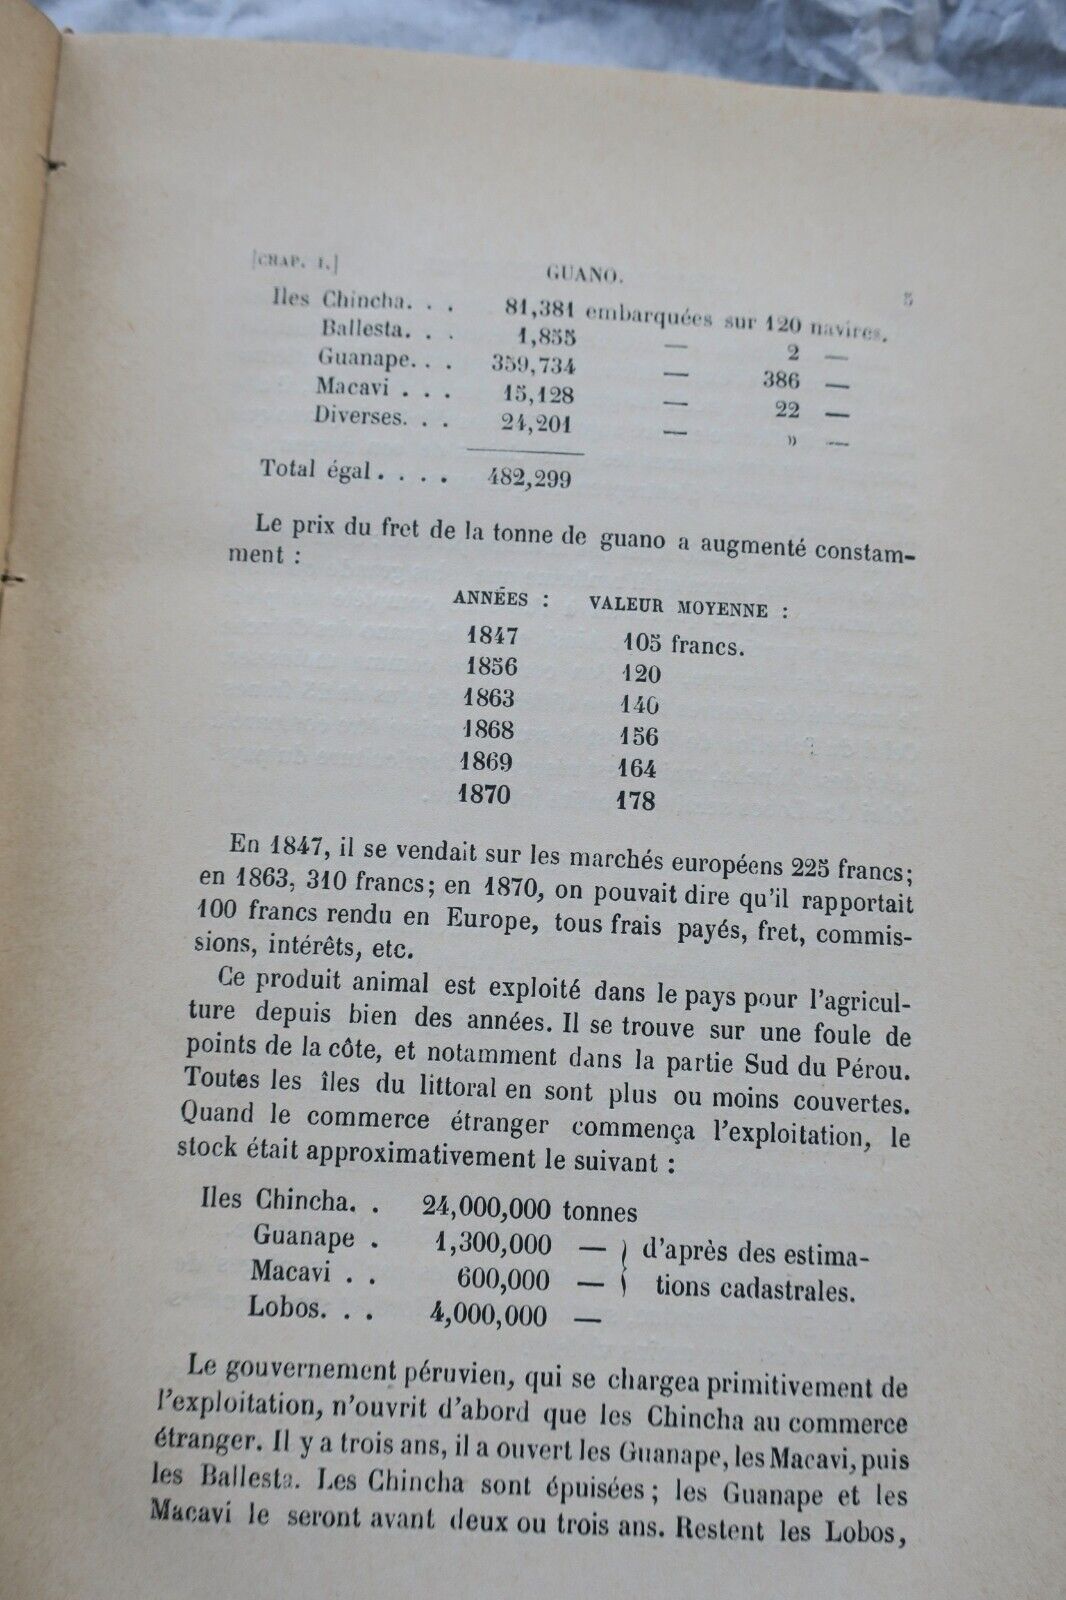 [CHAP. I.] GUANO. 5
Iles Chincha. . . 81,381 embarquées sur 120 navires.
Ballesta. . . 1,855 — 2 —
Guanape. . . 359,734 — 386 —
Macavi . . . 15,128 — 22 —
Diverses. . . 24,201 — » —
Total égal . . . . 482,299
Le prix du fret de la tonne de guano a augmenté constam-
ment :
ANNÉES : VALEUR MOYENNE :
1847 105 francs.
1856 120
1863 140
1868 156
1869 164
1870 178
En 1847, il se vendait sur les marchés européens 225 francs;
en 1863, 310 francs; en 1870, on pouvait dire qu'il rapportait
100 francs rendu en Europe, tous frais payés, fret, commis-
sions, intérêts, etc.
Ce produit animal est exploité dans le pays pour l'agricul-
ture depuis bien des années. Il se trouve sur une foule de
points de la côte, et notamment dans la partie Sud du Pérou.
Toutes les îles du littoral en sont plus ou moins couvertes.
Quand le commerce étranger commença l'exploitation, le
stock était approximativement le suivant :
Iles Chincha. . 24,000,000 tonnes
Guanape . 1,300,000 — } d'après des estima-
Macavi . . 600,000 — } tions cadastrales.
Lobos. . . 4,000,000 —
Le gouvernement péruvien, qui se chargea primitivement de
l'exploitation, n'ouvrit d'abord que les Chincha au commerce
étranger. Il y a trois ans, il a ouvert les Guanape, les Macavi, puis
les Ballesta. Les Chincha sont épuisées ; les Guanape et les
Macavi le seront avant deux ou trois ans. Restent les Lobos,